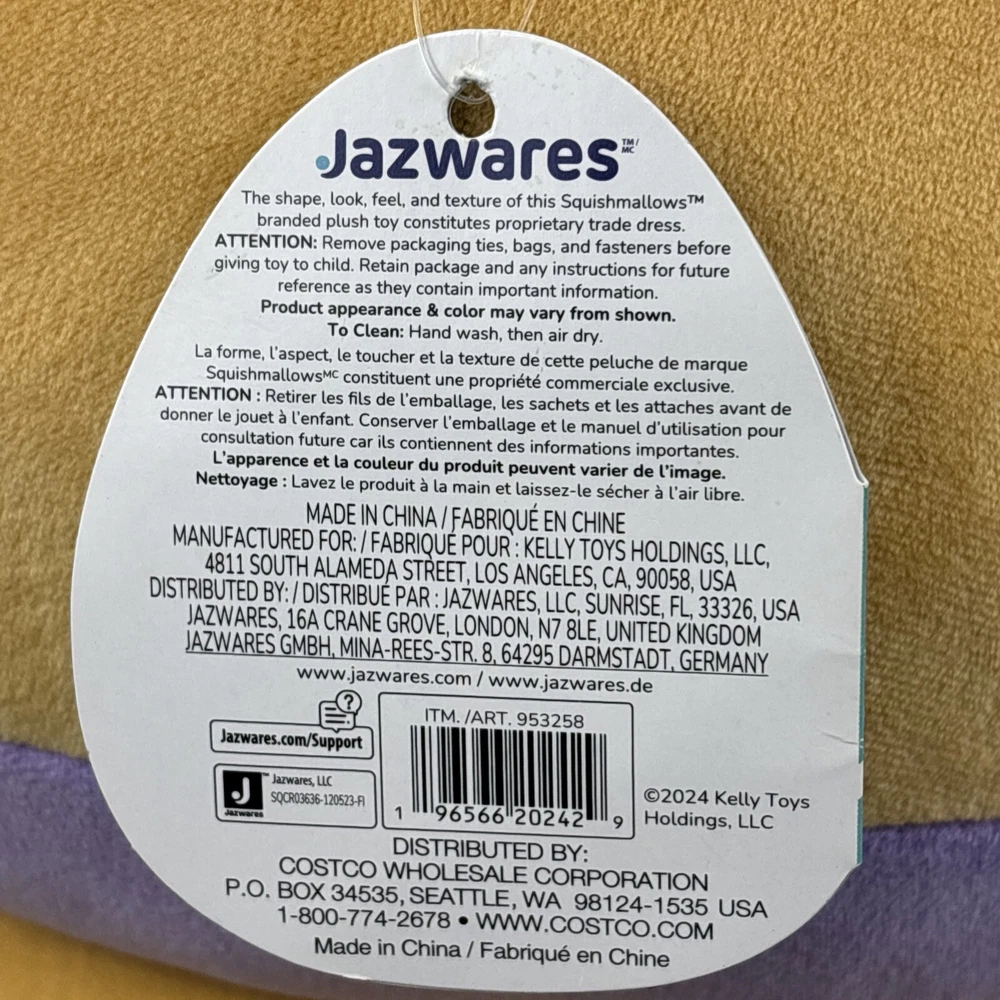 Jazwares™/MC
The shape, look, feel, and texture of this Squishmallows™
branded plush toy constitutes proprietary trade dress.
ATTENTION: Remove packaging ties, bags, and fasteners before
giving toy to child. Retain package and any instructions for future
reference as they contain important information.
Product appearance & color may vary from shown.
To Clean: Hand wash, then air dry.
La forme, l'aspect, le toucher et la texture de cette peluche de marque
Squishmallowsᴹᶜ constituent une propriété commerciale exclusive.
ATTENTION : Retirer les fils de l'emballage, les sachets et les attaches avant de
donner le jouet à l'enfant. Conserver l'emballage et le manuel d'utilisation pour
consultation future car ils contiennent des informations importantes.
L'apparence et la couleur du produit peuvent varier de l'image.
Nettoyage : Lavez le produit à la main et laissez-le sécher à l'air libre.
MADE IN CHINA / FABRIQUÉ EN CHINE
MANUFACTURED FOR: / FABRIQUÉ POUR : KELLY TOYS HOLDINGS, LLC,
4811 SOUTH ALAMEDA STREET, LOS ANGELES, CA, 90058, USA
DISTRIBUTED BY: / DISTRIBUÉ PAR : JAZWARES, LLC, SUNRISE, FL, 33326, USA
JAZWARES, 16A CRANE GROVE, LONDON, N7 8LE, UNITED KINGDOM
JAZWARES GMBH, MINA-REES-STR. 8, 64295 DARMSTADT, GERMANY
www.jazwares.com / www.jazwares.de
?
Jazwares.com/Support
J™
Jazwares
Jazwares, LLC
SQCR03636-120523-FI
ITM. /ART. 953258
1 96566 20242 9
©2024 Kelly Toys
Holdings, LLC
DISTRIBUTED BY:
COSTCO WHOLESALE CORPORATION
P.O. BOX 34535, SEATTLE, WA 98124-1535 USA
1-800-774-2678 • WWW.COSTCO.COM
Made in China / Fabriqué en Chine